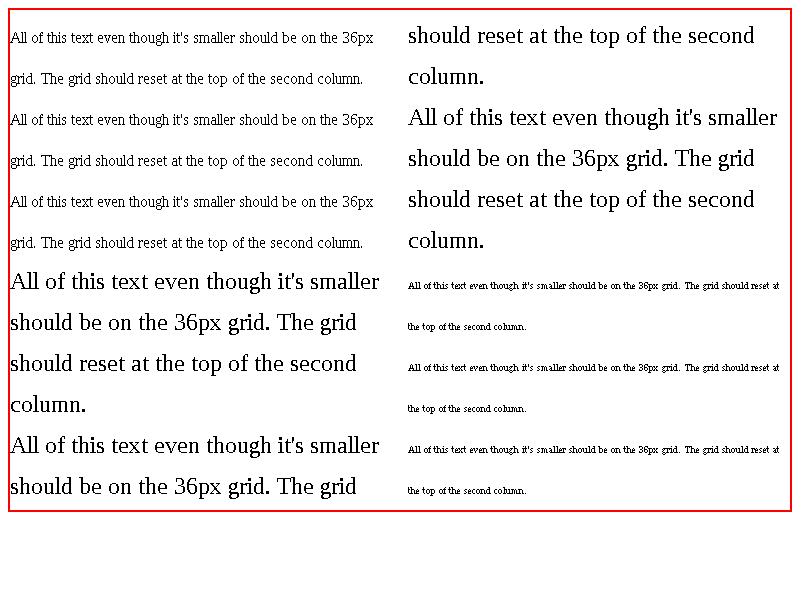 All of this text even though it's smaller should be on the 36px
grid. The grid should reset at the top of the second column.
All of this text even though it's smaller should be on the 36px
grid. The grid should reset at the top of the second column.
All of this text even though it's smaller should be on the 36px
grid. The grid should reset at the top of the second column.
All of this text even though it's smaller
should be on the 36px grid. The grid
should reset at the top of the second
column.
All of this text even though it's smaller
should be on the 36px grid. The grid
should reset at the top of the second
column.
All of this text even though it's smaller
should be on the 36px grid. The grid
should reset at the top of the second
column.
All of this text even though it's smaller should be on the 36px grid. The grid should reset at
the top of the second column.
All of this text even though it's smaller should be on the 36px grid. The grid should reset at
the top of the second column.
All of this text even though it's smaller should be on the 36px grid. The grid should reset at
the top of the second column.